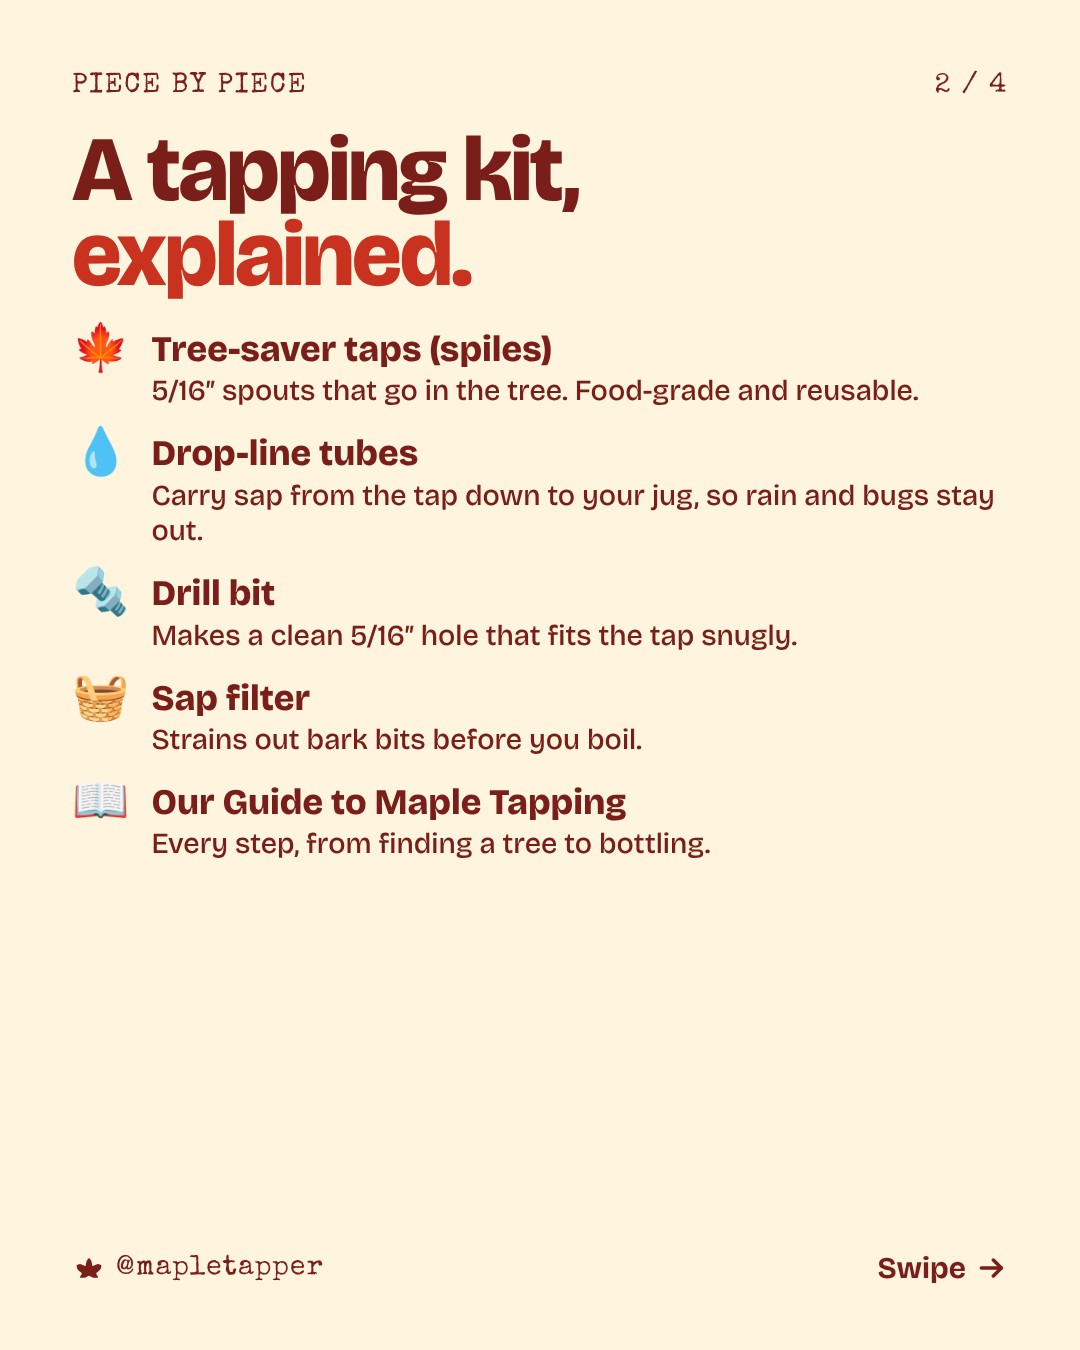 PIECE BY PIECE
2 / 4
A tapping kit,
explained.
Tree-saver taps (spiles)
5/16″ spouts that go in the tree. Food-grade and reusable.
Drop-line tubes
Carry sap from the tap down to your jug, so rain and bugs stay
out.
Drill bit
Makes a clean 5/16″ hole that fits the tap snugly.
Sap filter
Strains out bark bits before you boil.
Our Guide to Maple Tapping
Every step, from finding a tree to bottling.
@mapletapper
Swipe →